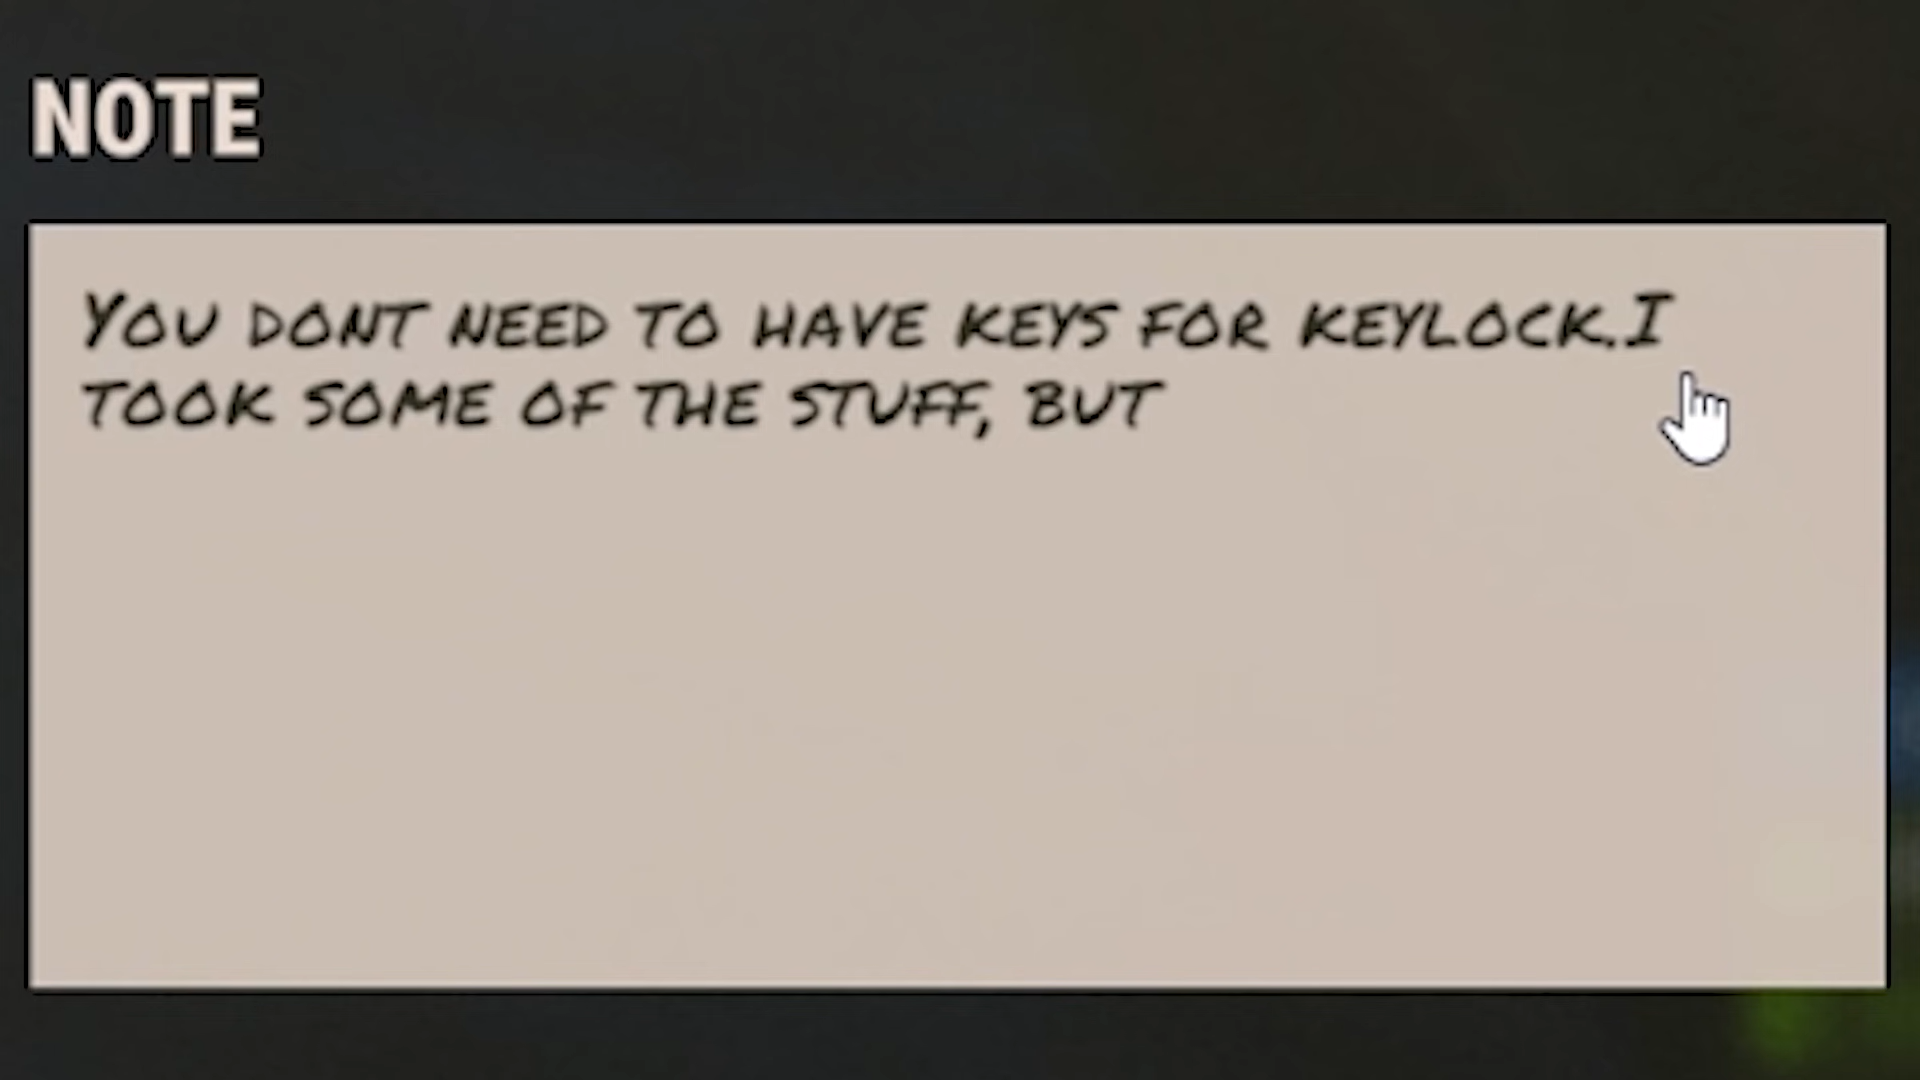 NOTE
You dont need to have keys for keylock.I
took some of the stuff, but